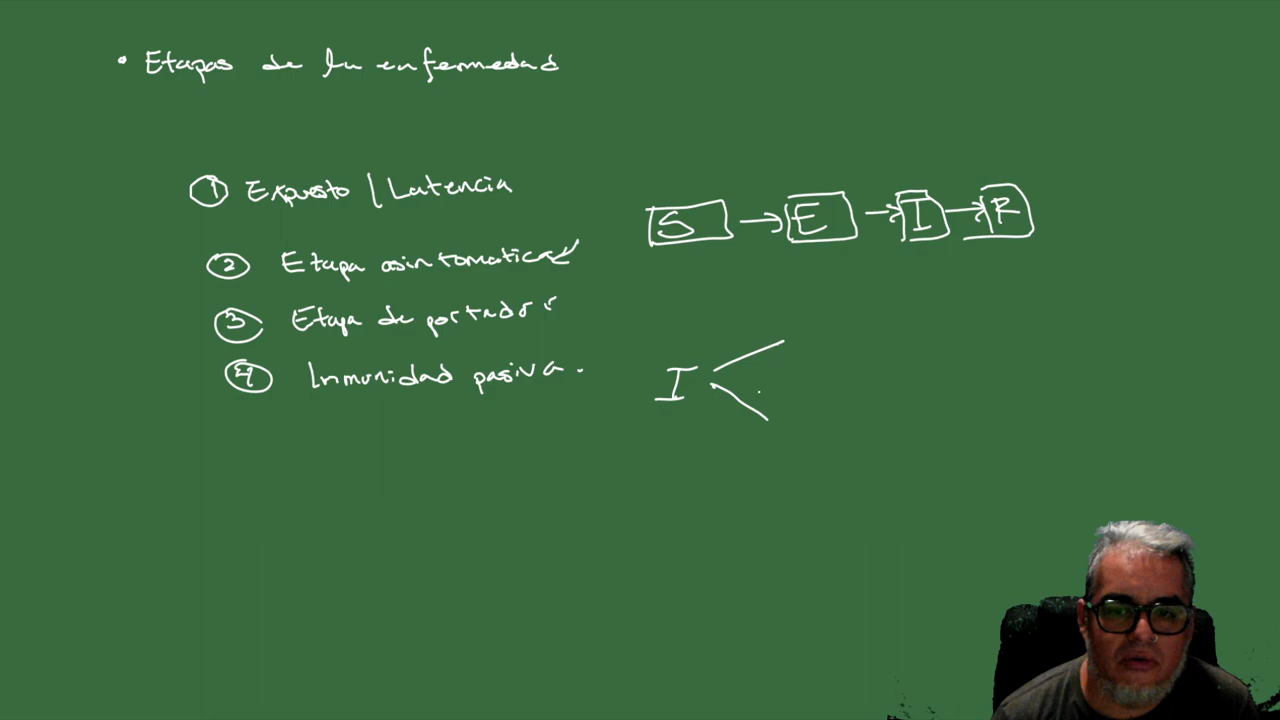 • Etapas de la enfermedad
① Expuesto / Latencia
② Etapa asintomatica
③ Etapa de portador
④ Inmunidad pasiva.
S → E → I → R
I